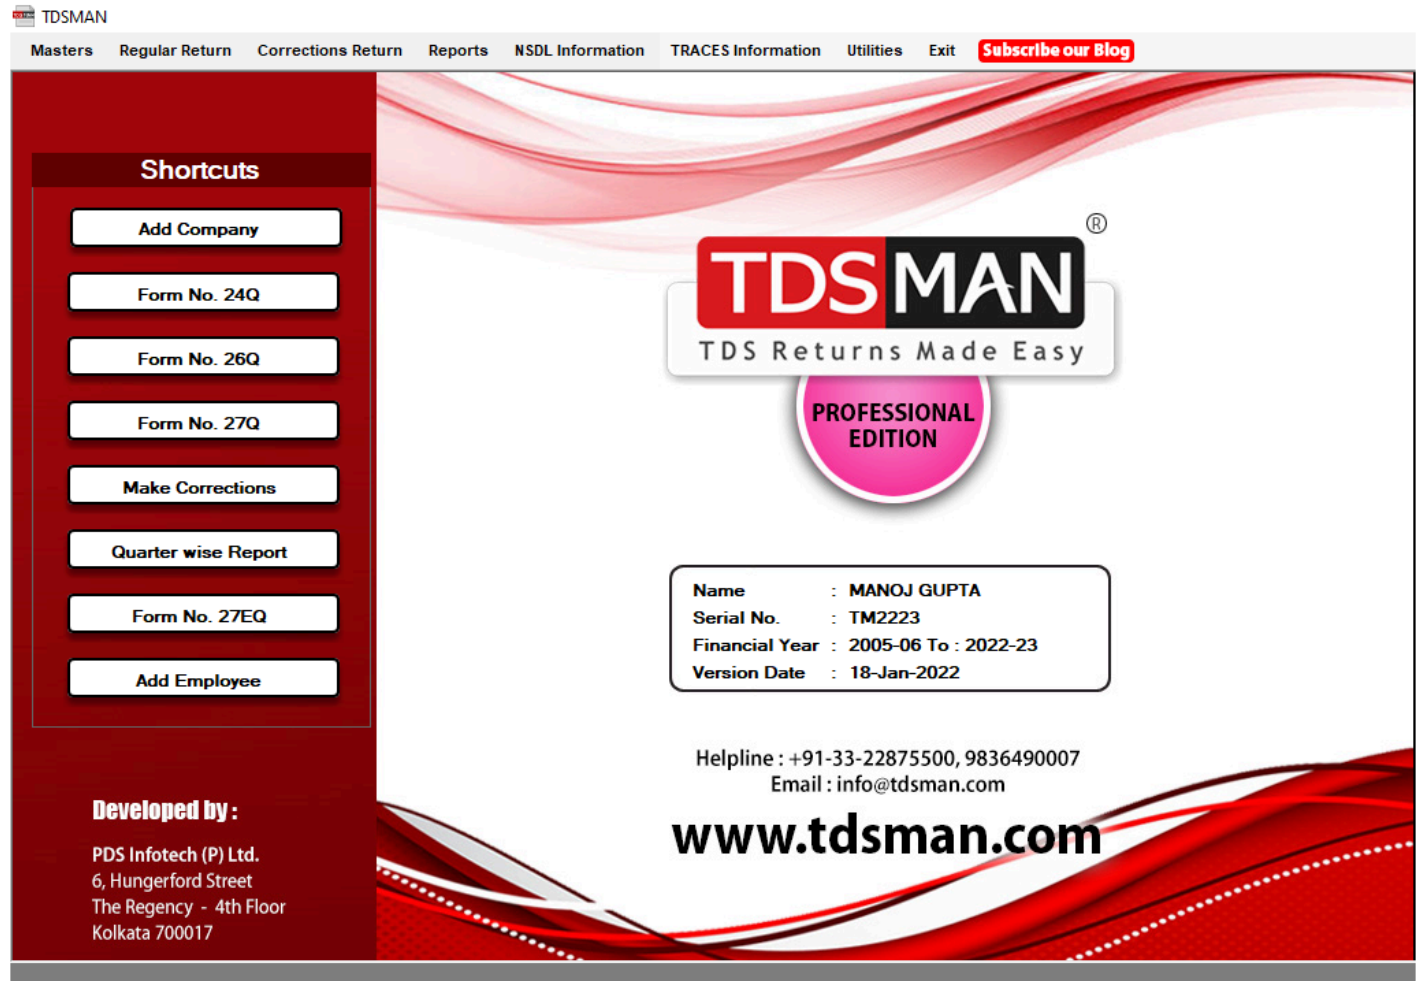 TDSMAN
Masters Regular Return Corrections Return Reports NSDL Information TRACES Information Utilities Exit Subscribe our Blog
Shortcuts
Add Company
Form No. 24Q
Form No. 26Q
Form No. 27Q
Make Corrections
Quarter wise Report
Form No. 27EQ
Add Employee
Developed by :
PDS Infotech (P) Ltd.
6, Hungerford Street
The Regency - 4th Floor
Kolkata 700017
TDSMAN ®
TDS Returns Made Easy
PROFESSIONAL
EDITION
Name : MANOJ GUPTA
Serial No. : TM2223
Financial Year : 2005-06 To : 2022-23
Version Date : 18-Jan-2022
Helpline : +91-33-22875500, 9836490007
Email : info@tdsman.com
www.tdsman.com